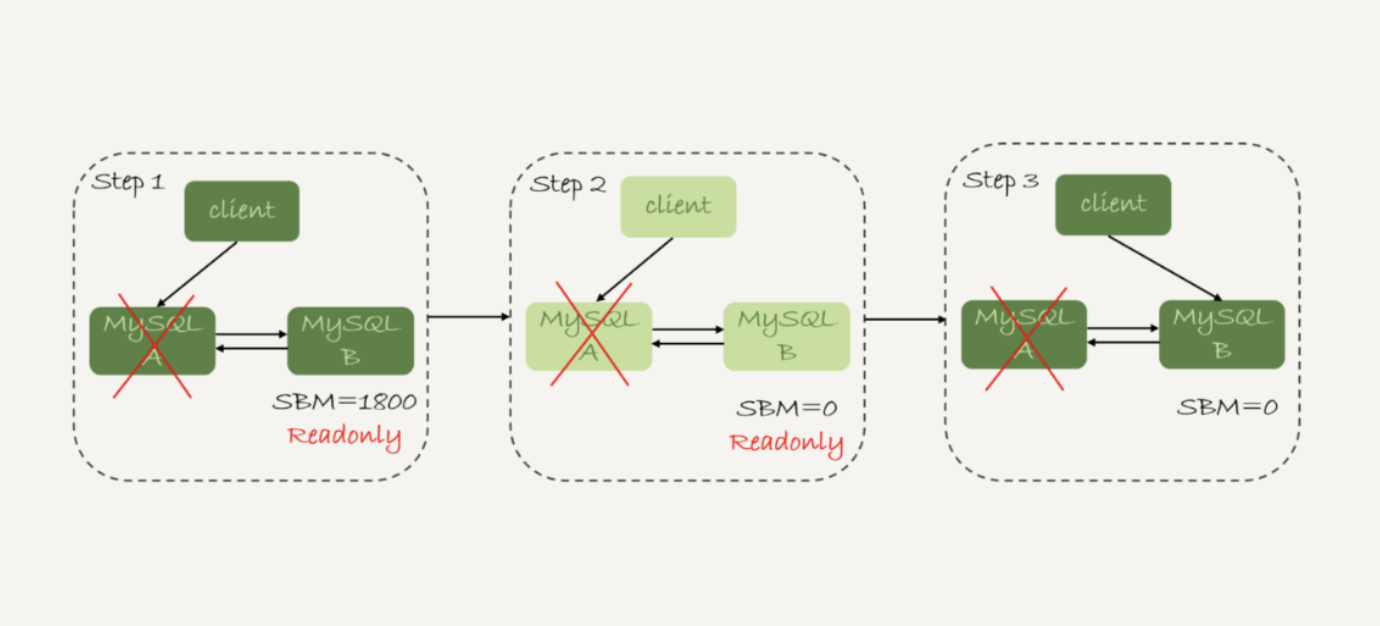 Step 1
client
MySQL
A
MySQL
B
SBM=1800
Readonly
Step 2
client
MySQL
A
MySQL
B
SBM=0
Readonly
Step 3
client
MySQL
A
MySQL
B
SBM=0